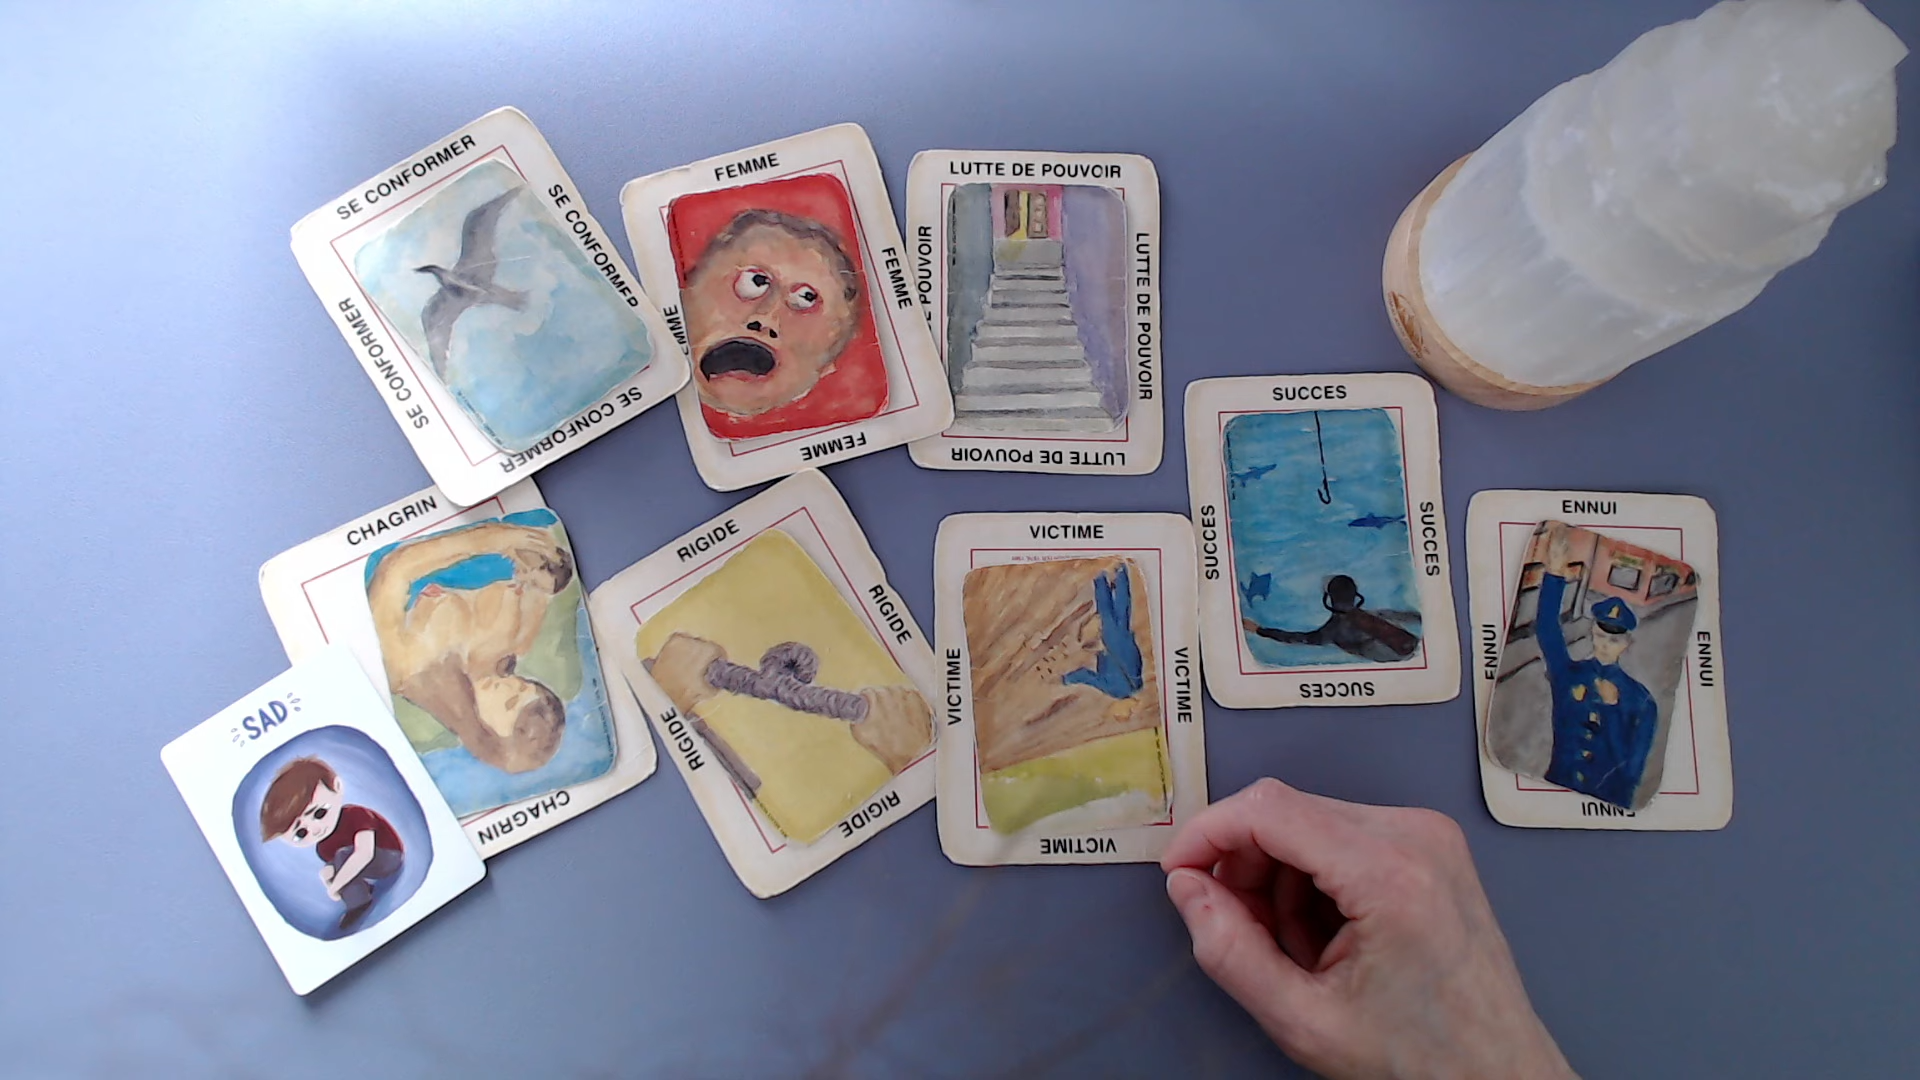 SE CONFORMER
SE CONFORMER
SE CONFORMER
SE CONFORMER
FEMME
FEMME
FEMME
LUTTE DE POUVOIR
LUTTE DE POUVOIR
POUVOIR
LUTTE DE POUVOIR
SUCCES
SUCCES
SUCCES
SUCCES
ENNUI
ENNUI
ENNUI
ENNUI
CHAGRIN
CHAGRIN
RIGIDE
RIGIDE
RIGIDE
RIGIDE
VICTIME
VICTIME
VICTIME
VICTIME
SAD